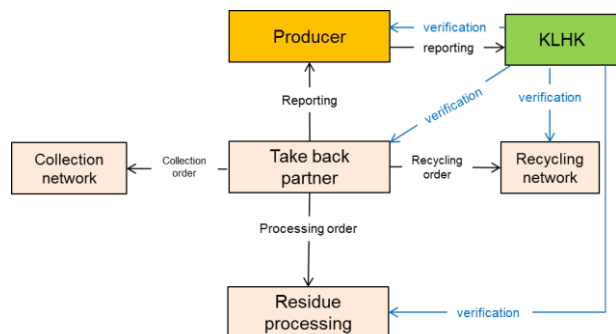 Producer
verification
reporting
KLHK
Reporting
verification
verification
Collection
network
Collection
order
Take back
partner
Recycling
order
Recycling
network
Processing order
Residue
processing
verification